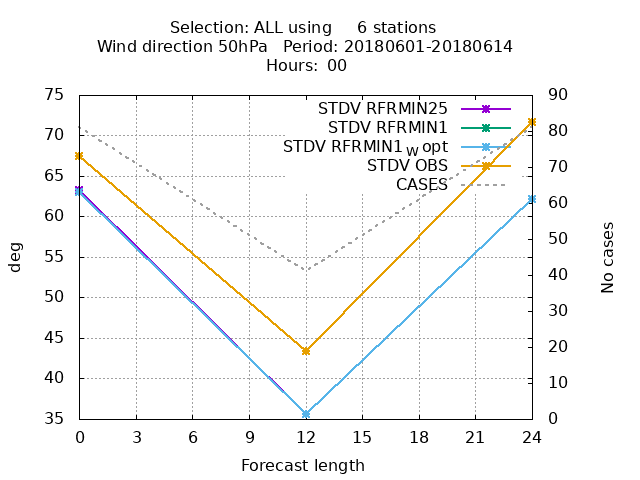 Selection: ALL using 6 stations
Wind direction 50hPa Period: 20180601-20180614
Hours: 00
75
70
65
60
55
50
45
40
35
deg
STDV RFRMIN25
STDV RFRMIN1
STDV RFRMIN1_W opt
STDV OBS
CASES
90
80
70
60
50
40
30
20
10
0
No cases
0 3 6 9 12 15 18 21 24
Forecast length